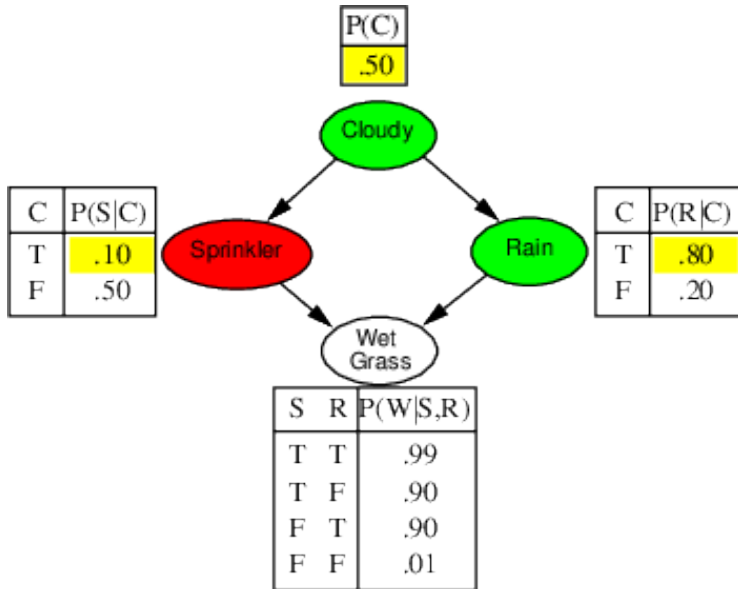 P(C)
.50
Cloudy
C P(S|C)
T .10
F .50
Sprinkler
Rain
C P(R|C)
T .80
F .20
Wet
Grass
S R P(W|S,R)
T T .99
T F .90
F T .90
F F .01